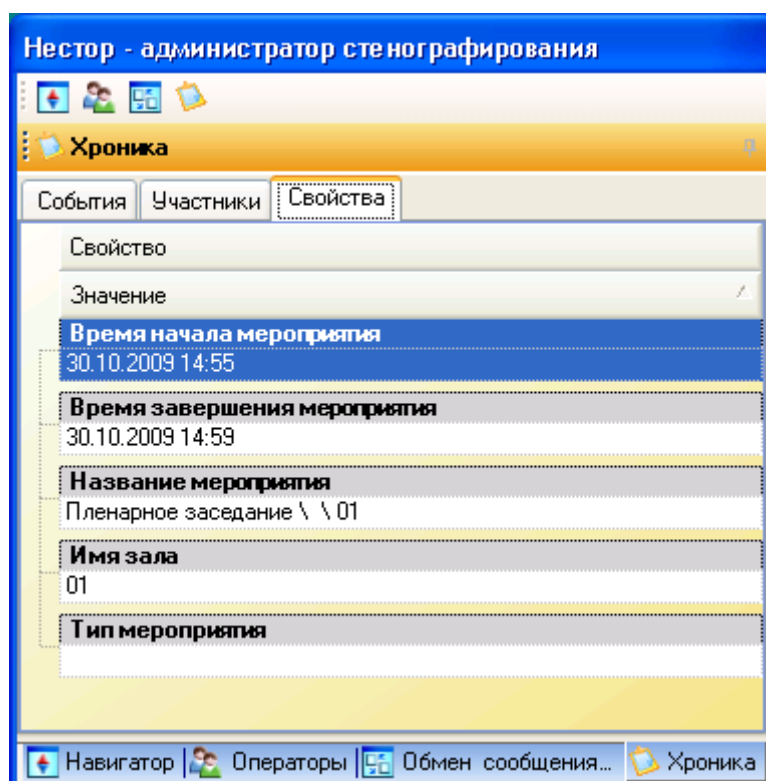 Нестор - администратор стенографирования
Хроника
События Участники Свойства
Свойство
Значение
Время начала мероприятия
30.10.2009 14:55
Время завершения мероприятия
30.10.2009 14:59
Название мероприятия
Пленарное заседание \ \ 01
Имя зала
01
Тип мероприятия
Навигатор Операторы Обмен сообщения... Хроника